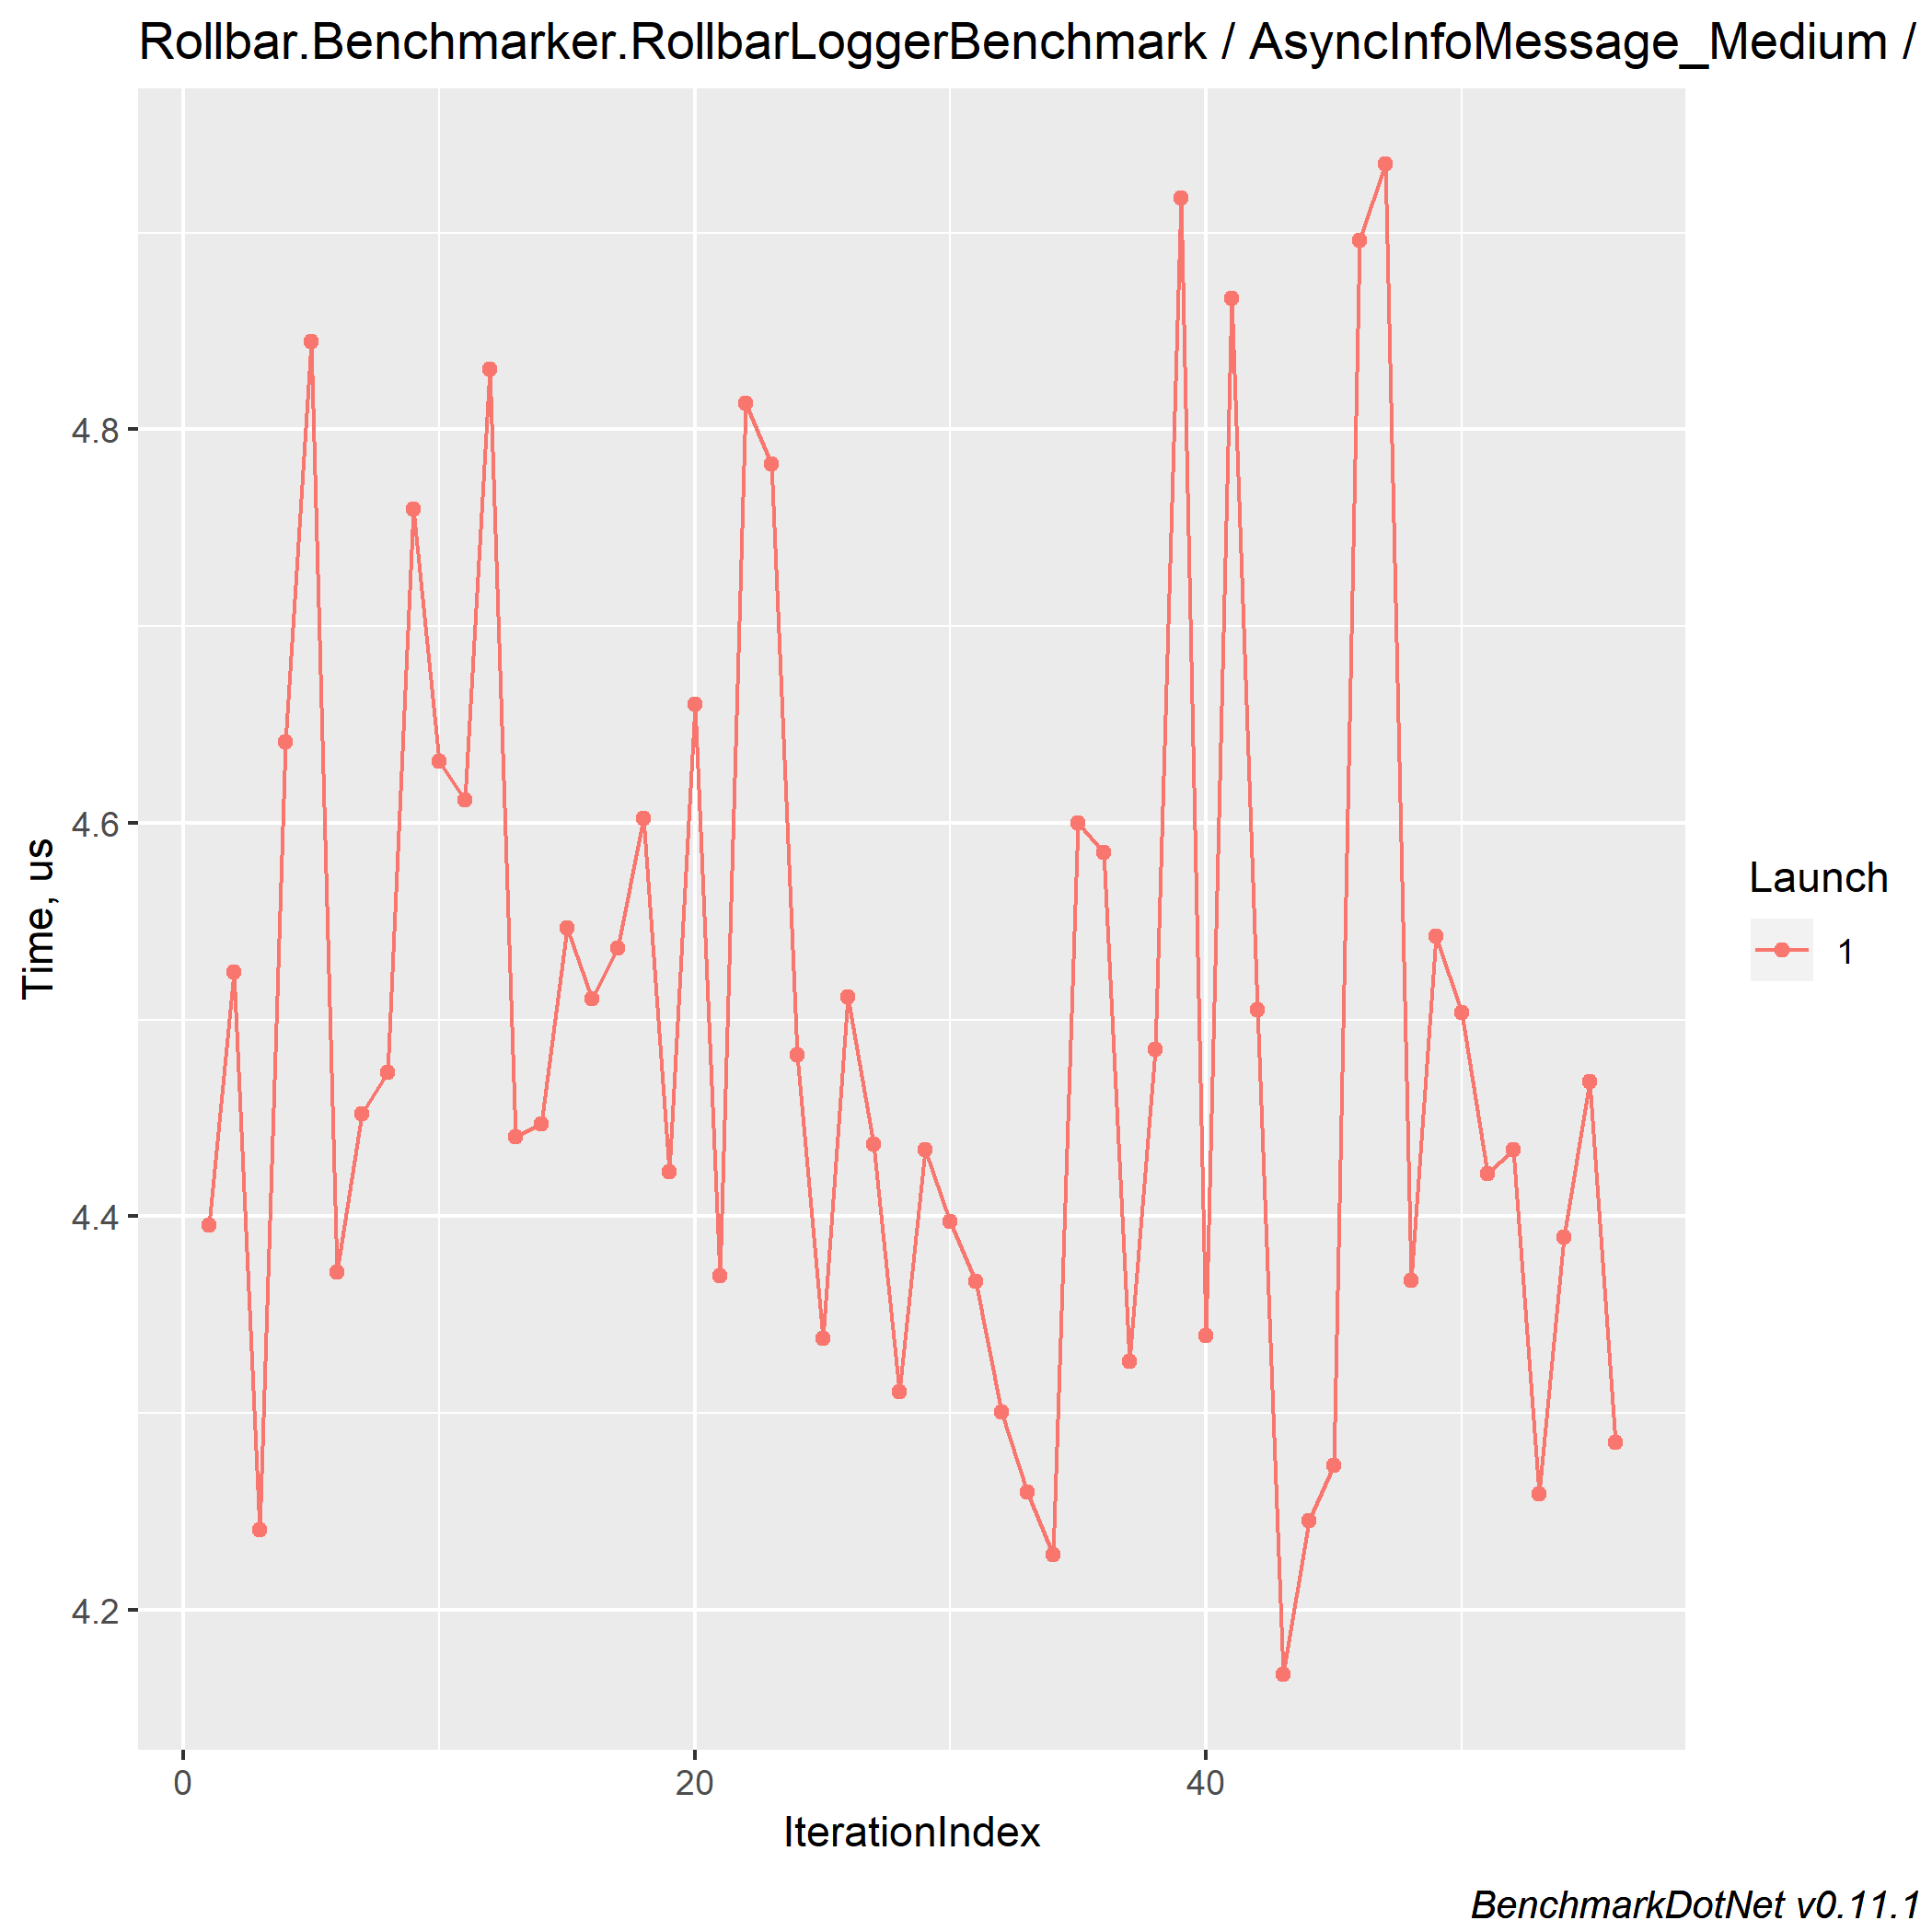 Rollbar.Benchmarker.RollbarLoggerBenchmark / AsyncInfoMessage_Medium /
4.8
4.6
4.4
4.2
Time, us
0 20 40
IterationIndex
Launch
1
BenchmarkDotNet v0.11.1